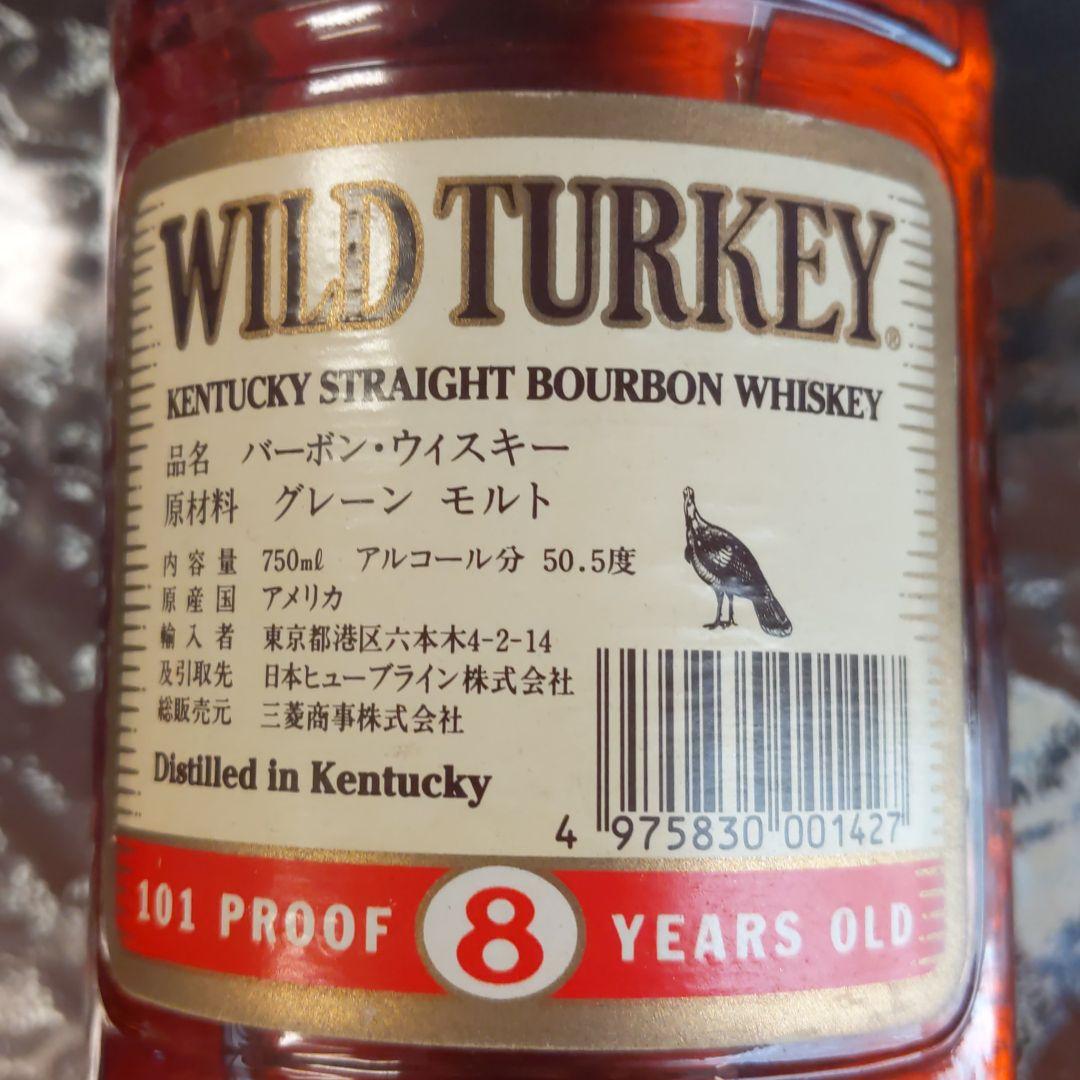 WILD TURKEY®
KENTUCKY STRAIGHT BOURBON WHISKEY
品名 バーボン・ウィスキー
原材料 グレーン モルト
内容量 750ml アルコール分 50.5度
原産国 アメリカ
輸入者 東京都港区六本木4-2-14
及引取先 日本ヒューブライン株式会社
総販売元 三菱商事株式会社
Distilled in Kentucky
4 975830 001427
101 PROOF 8 YEARS OLD